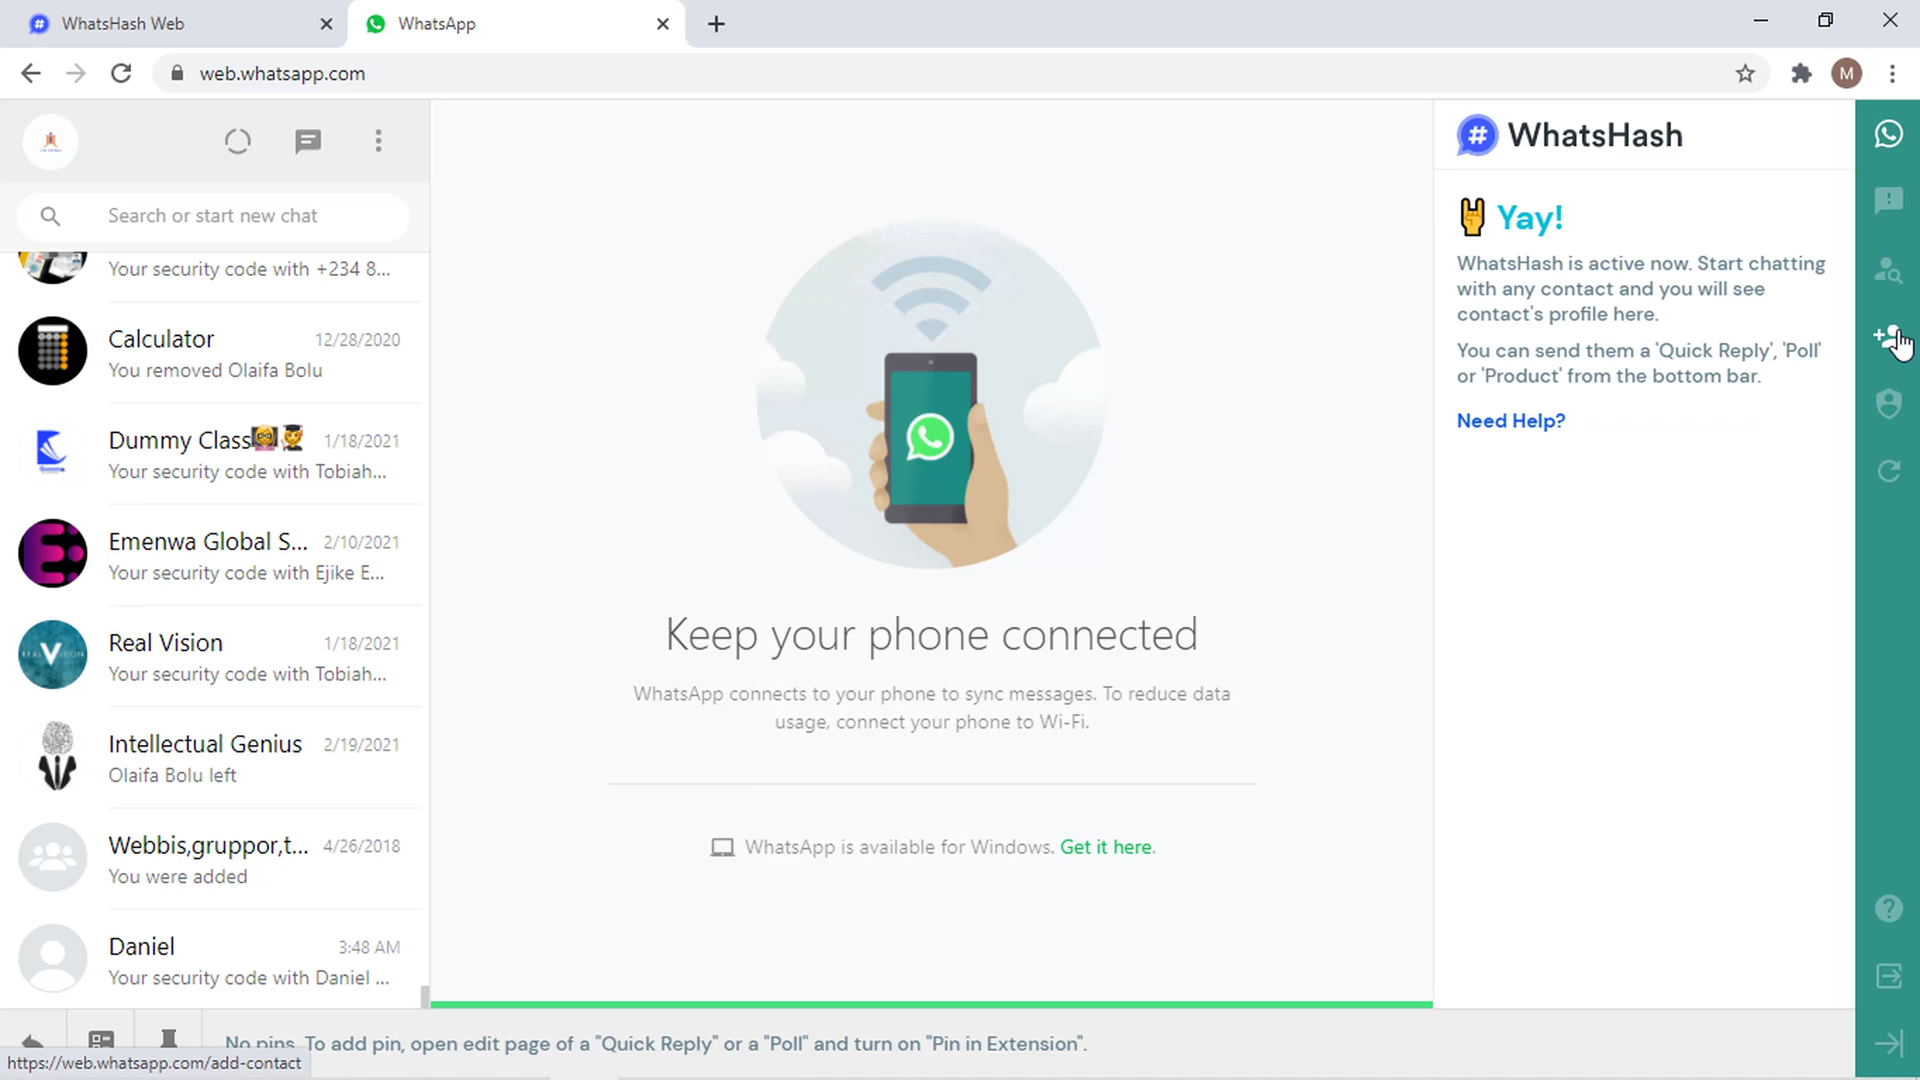 WhatsHash Web
WhatsApp
web.whatsapp.com
M
Search or start new chat
Your security code with +234 8...
Calculator 12/28/2020
You removed Olaifa Bolu
Dummy Class 1/18/2021
Your security code with Tobiah...
Emenwa Global S... 2/10/2021
Your security code with Ejike E...
Real Vision 1/18/2021
Your security code with Tobiah...
Intellectual Genius 2/19/2021
Olaifa Bolu left
Webbis,gruppor,t... 4/26/2018
You were added
Daniel 3:48 AM
Your security code with Daniel ...
Keep your phone connected
WhatsApp connects to your phone to sync messages. To reduce data
usage, connect your phone to Wi-Fi.
WhatsApp is available for Windows. Get it here.
# WhatsHash
Yay!
WhatsHash is active now. Start chatting
with any contact and you will see
contact's profile here.
You can send them a 'Quick Reply', 'Poll'
or 'Product' from the bottom bar.
Need Help?
No pins. To add pin, open edit page of a "Quick Reply" or a "Poll" and turn on "Pin in Extension".
https://web.whatsapp.com/add-contact